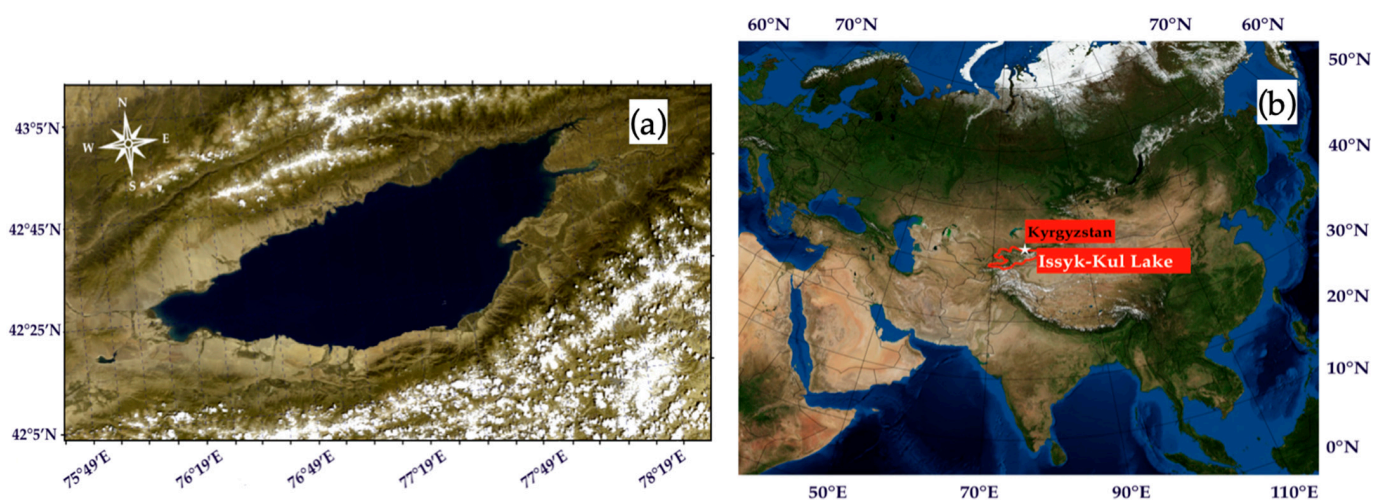 (a)
N
W
E
S
43°5'N
42°45'N
42°25'N
42°5'N
75°49'E
76°19'E
76°49'E
77°19'E
77°49'E
78°19'E
60°N
70°N
70°N
60°N
(b)
50°N
40°N
30°N
20°N
10°N
0°N
Kyrgyzstan
Issyk-Kul Lake
50°E
70°E
90°E
110°E